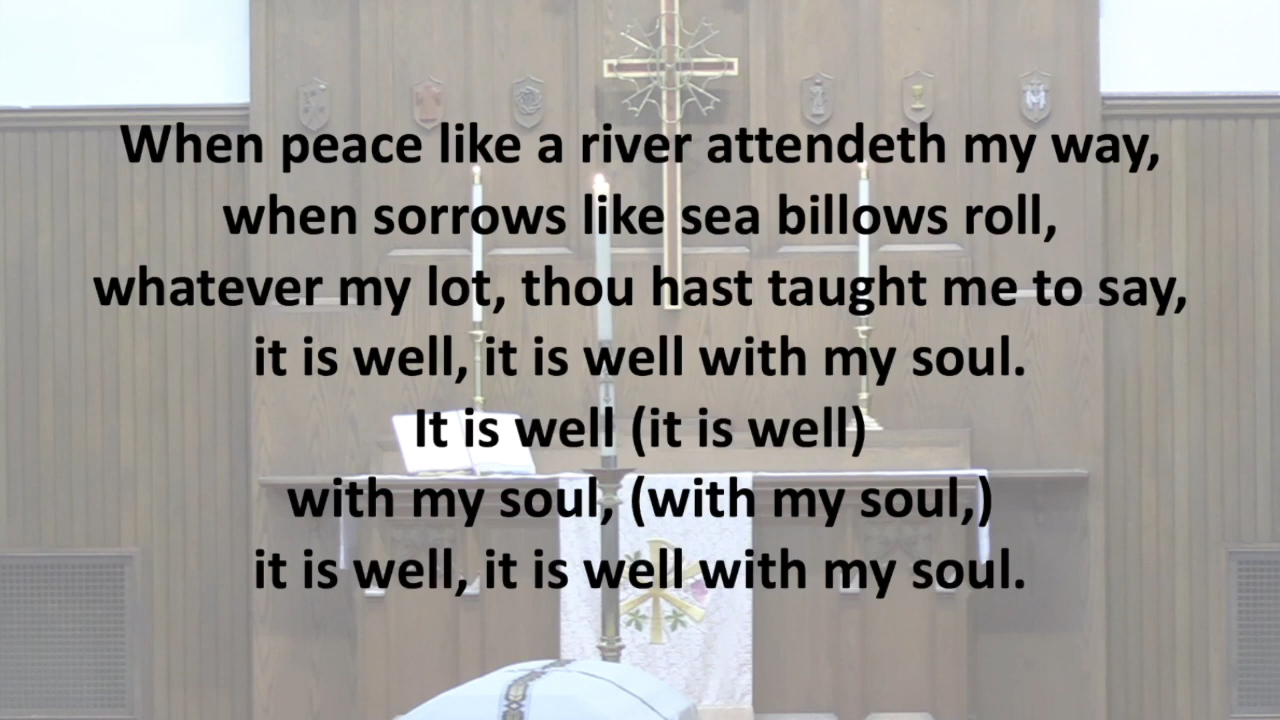 When peace like a river attendeth my way,
when sorrows like sea billows roll,
whatever my lot, thou hast taught me to say,
it is well, it is well with my soul.
It is well (it is well)
with my soul, (with my soul,)
it is well, it is well with my soul.